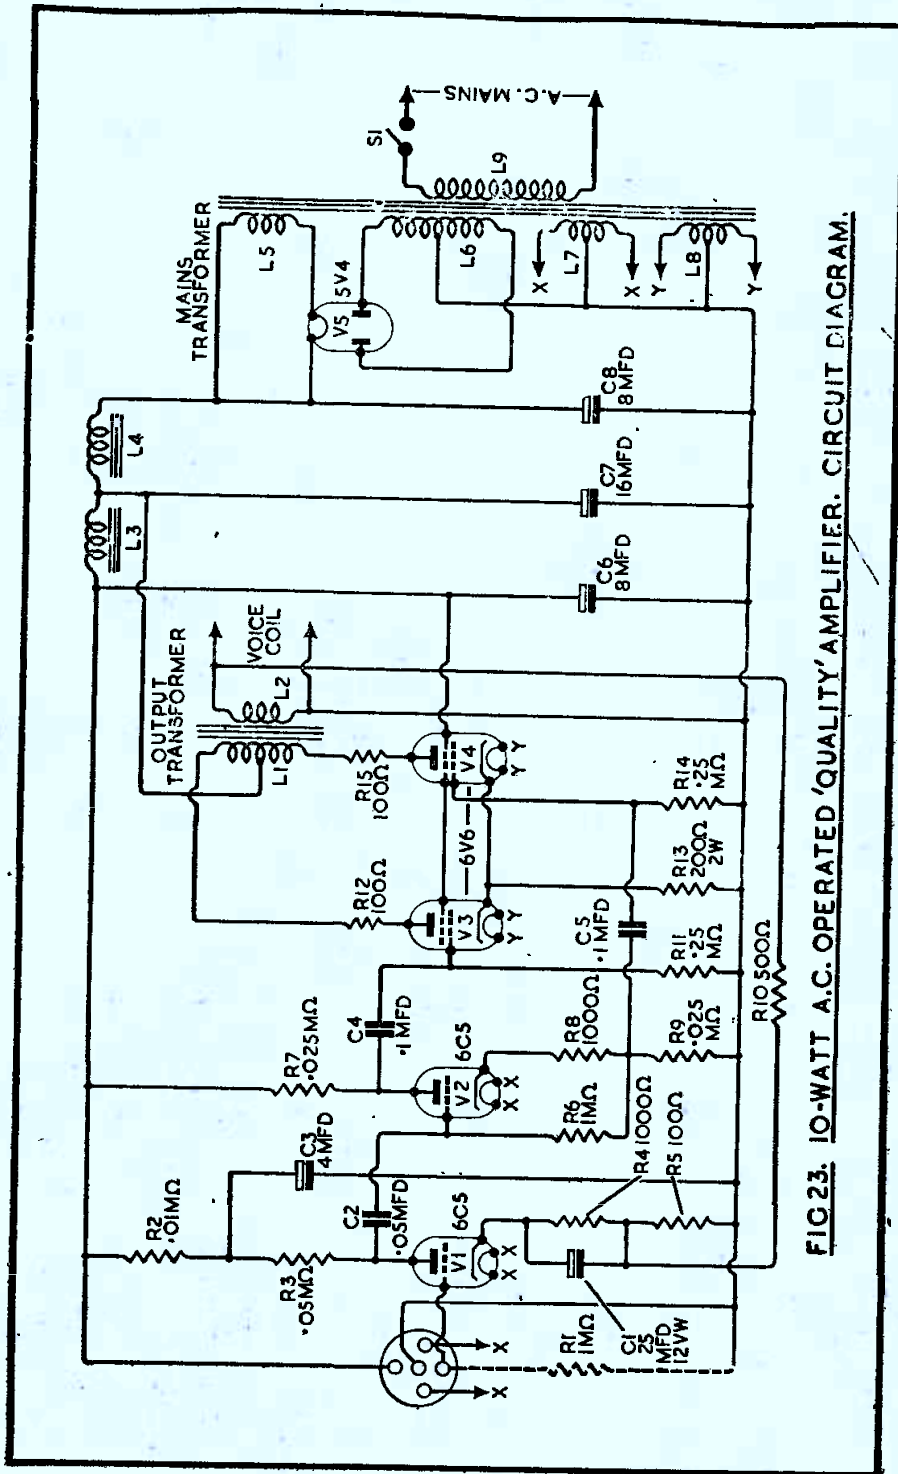 MAINS
TRANSFORMER
L4
L3
OUTPUT
TRANSFORMER
VOICE
COIL
L2
L1
L5
V5
5V4
L6
S1
—A.C. MAINS—
L9
X
L7
X
Y
L8
Y
R2
.01MΩ
C3
4MFD
R3
.05MΩ
C2
.05MFD
R7
.025MΩ
C4
.1MFD
R12
100Ω
R15
100Ω
6C5
V1
X
X
6C5
V2
X
X
V3
Y
Y
—6V6—
V4
Y
Y
C6
8MFD
C7
16MFD
C8
8MFD
X
X
R1
1MΩ
C1
25
MFD
12VW
R4 1000Ω
R5 100Ω
R6
1MΩ
R8
1000Ω
R9
.025
MΩ
C5
.1MFD
R11
.25
MΩ
R13
200Ω
2W
R14
.25
MΩ
R10 500Ω
FIG 23. 10-WATT A.C. OPERATED 'QUALITY' AMPLIFIER. CIRCUIT DIAGRAM.